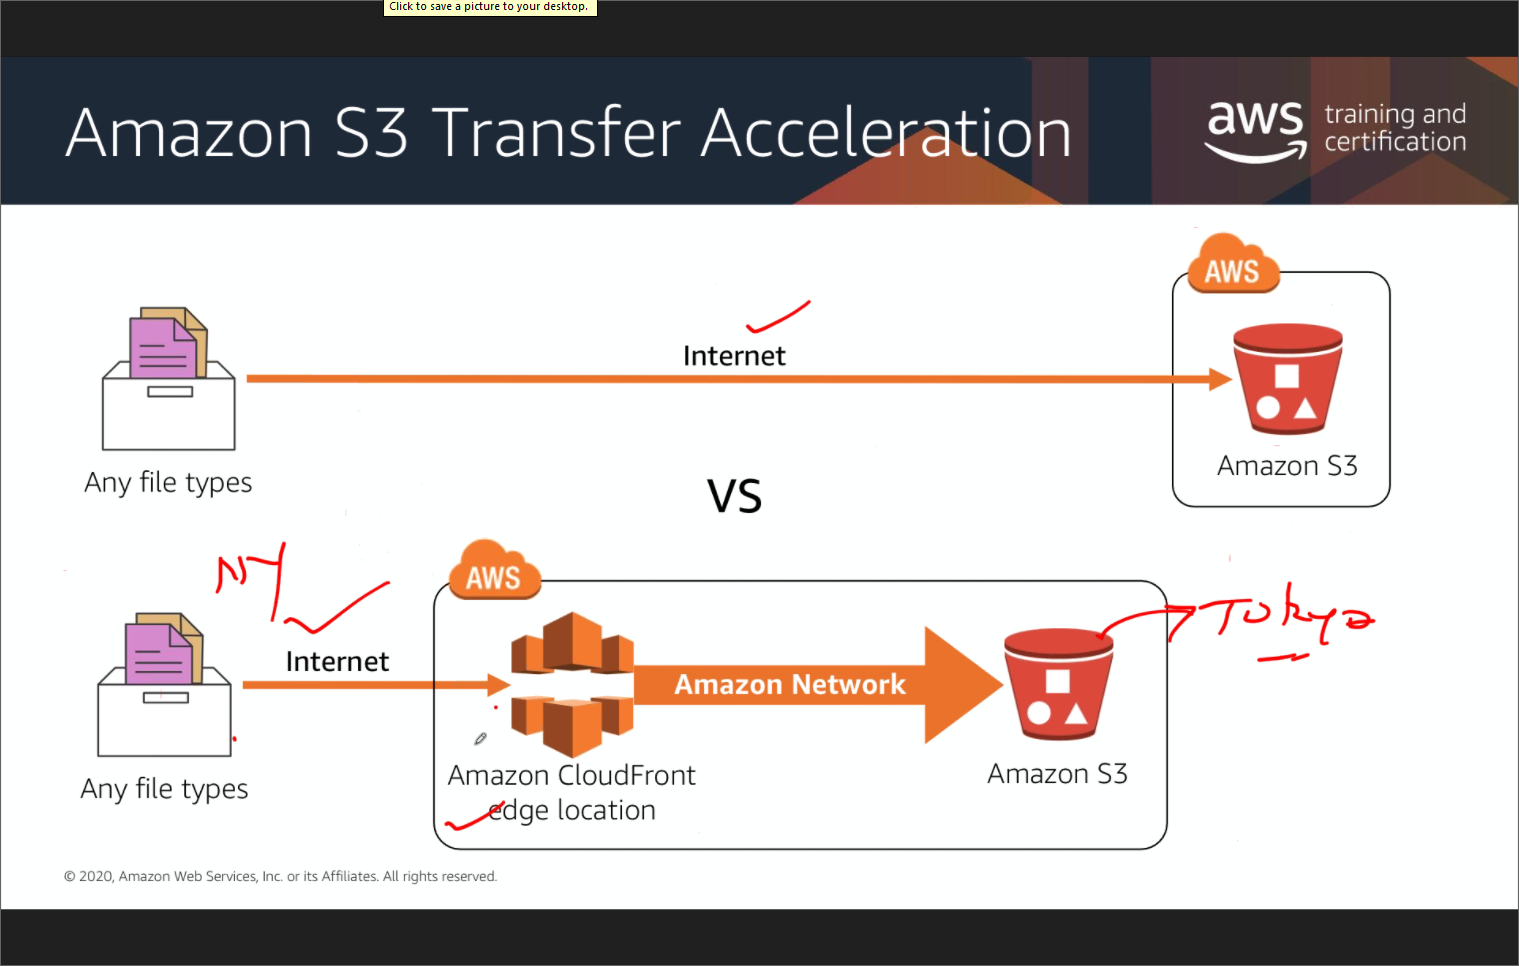 Click to save a picture to your desktop.
Amazon S3 Transfer Acceleration
aws training and
certification
AWS
Internet
Any file types
Amazon S3
VS
NY
AWS
Tokyo
Internet
Amazon Network
Amazon CloudFront
edge location
Amazon S3
Any file types
© 2020, Amazon Web Services, Inc. or its Affiliates. All rights reserved.